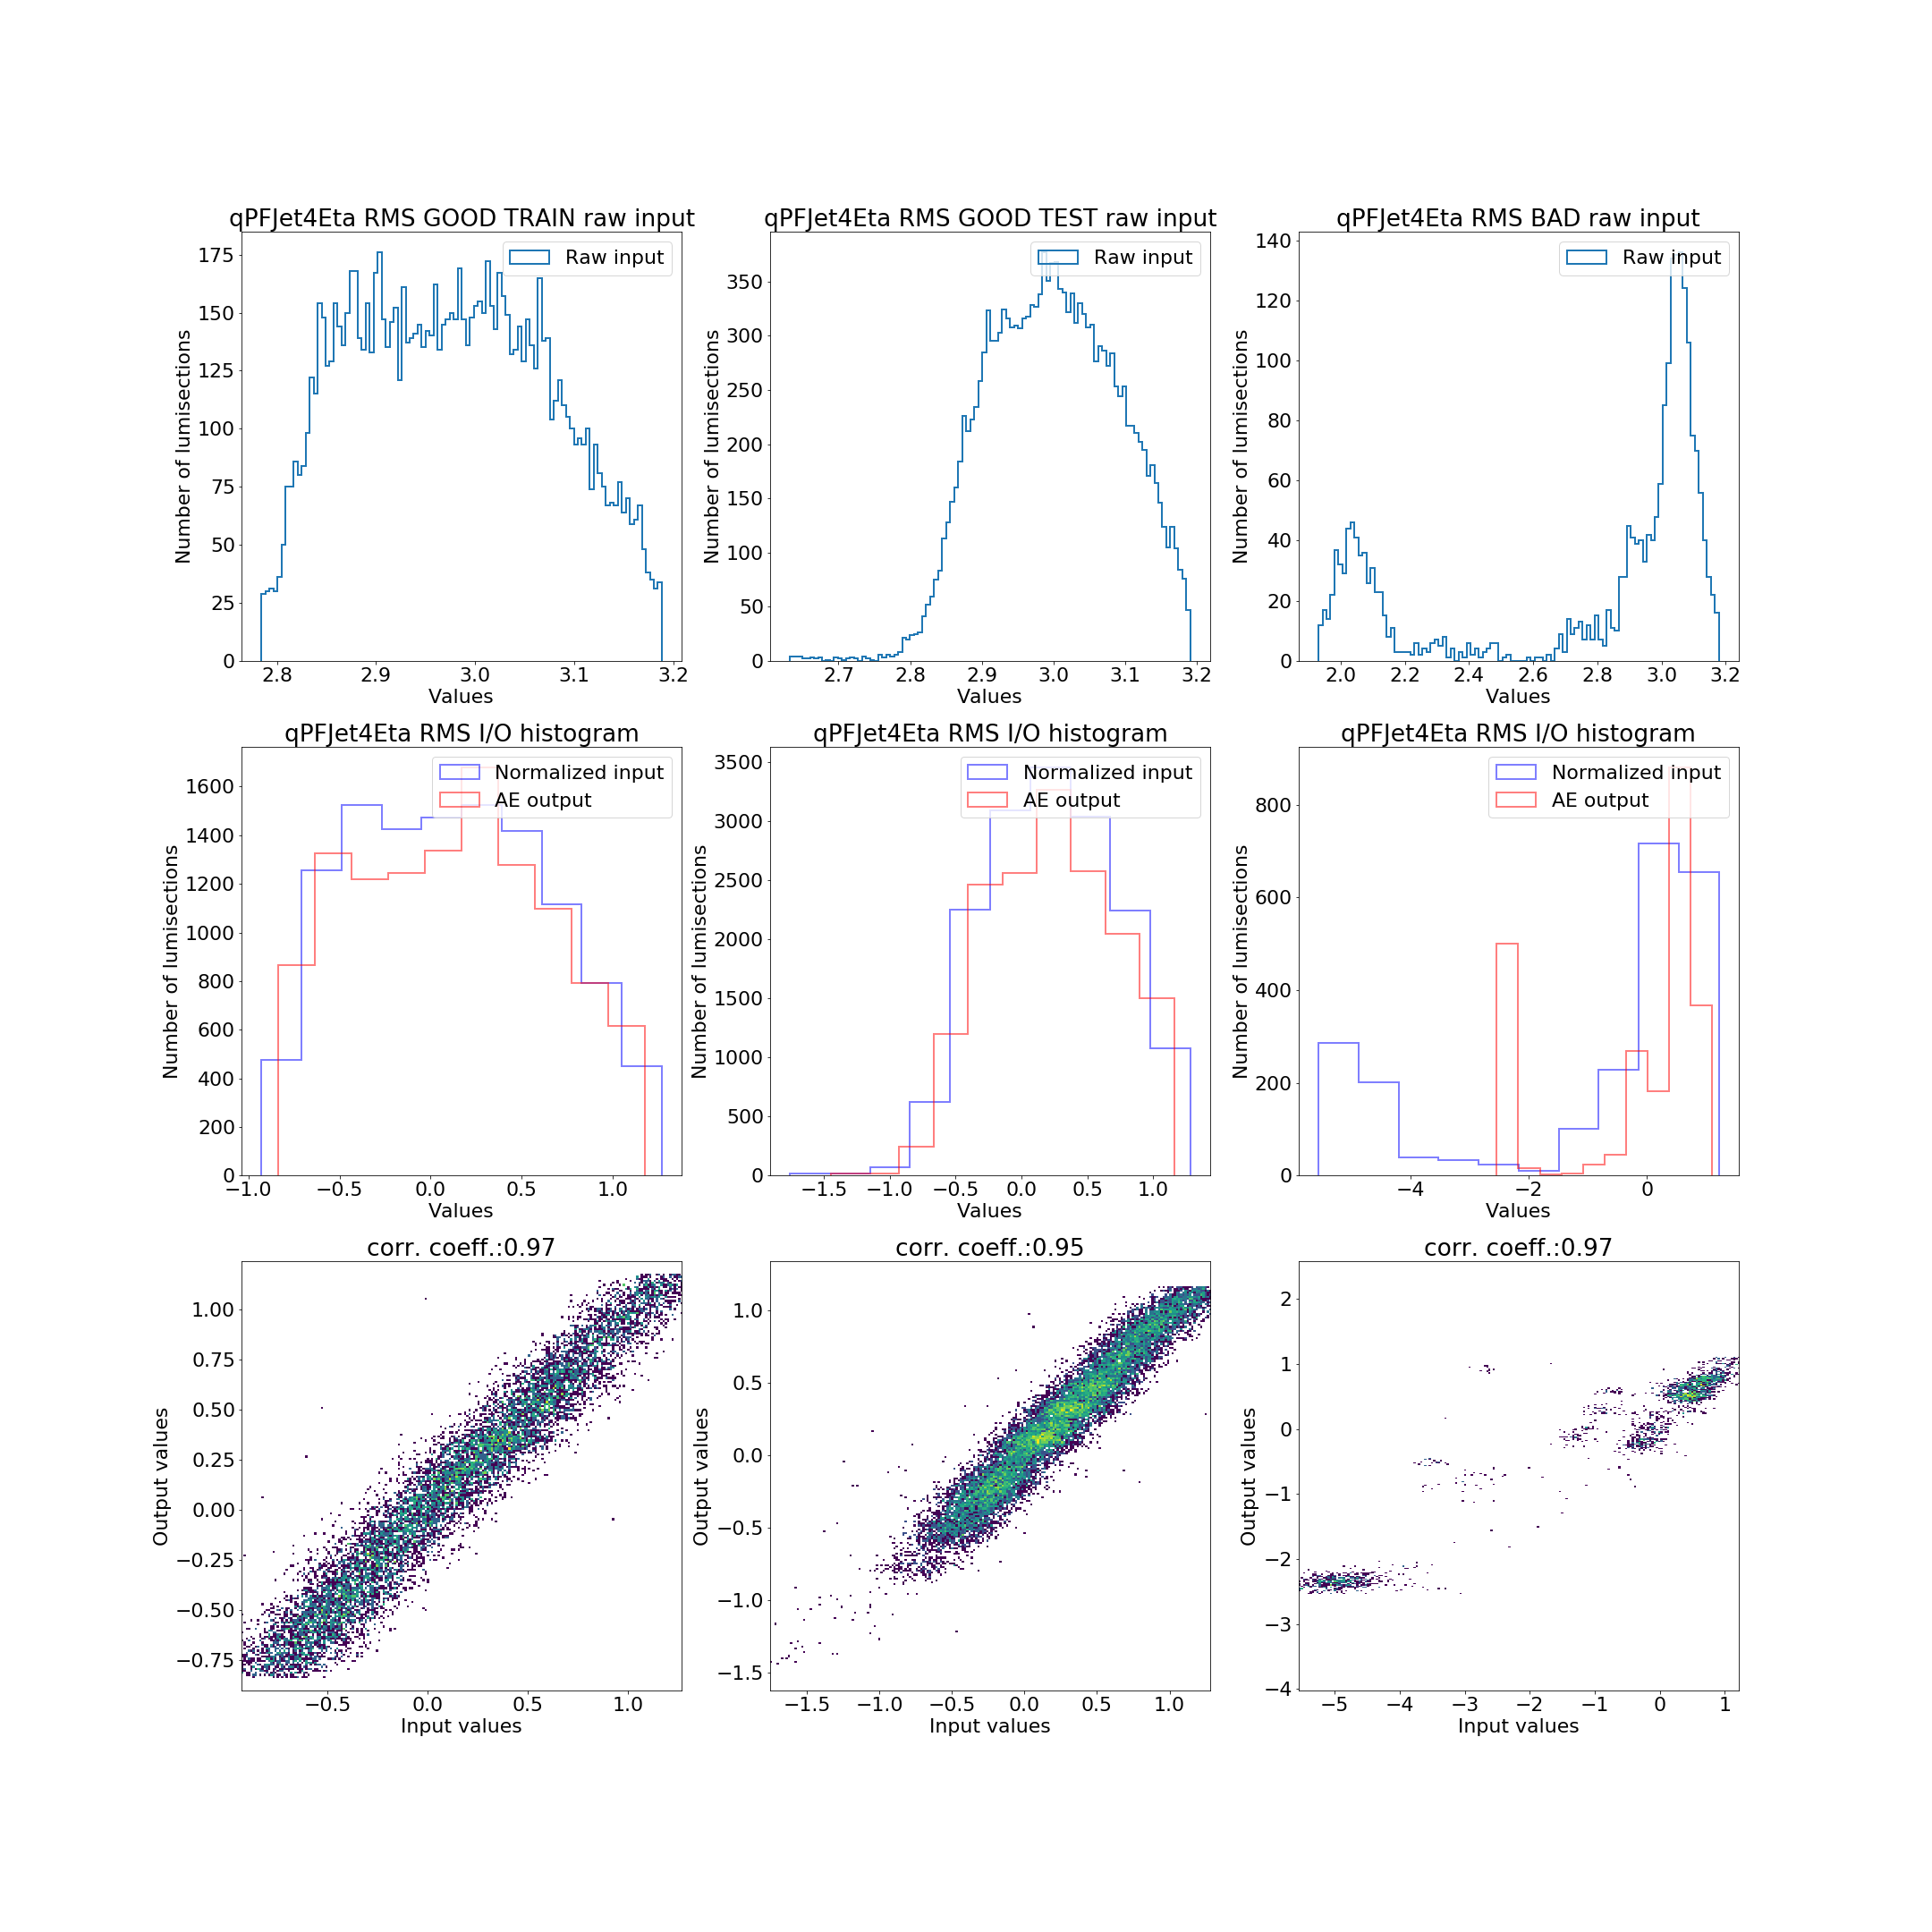 qPFJet4Eta RMS GOOD TRAIN raw input
Raw input
175
150
125
100
75
50
25
0
2.8 2.9 3.0 3.1 3.2
Number of lumisections
Values
qPFJet4Eta RMS GOOD TEST raw input
Raw input
350
300
250
200
150
100
50
0
2.7 2.8 2.9 3.0 3.1 3.2
Number of lumisections
Values
qPFJet4Eta RMS BAD raw input
Raw input
140
120
100
80
60
40
20
0
2.0 2.2 2.4 2.6 2.8 3.0 3.2
Number of lumisections
Values
qPFJet4Eta RMS I/O histogram
Normalized input
AE output
1600
1400
1200
1000
800
600
400
200
0
−1.0 −0.5 0.0 0.5 1.0
Number of lumisections
Values
qPFJet4Eta RMS I/O histogram
Normalized input
AE output
3500
3000
2500
2000
1500
1000
500
0
−1.5 −1.0 −0.5 0.0 0.5 1.0
Number of lumisections
Values
qPFJet4Eta RMS I/O histogram
Normalized input
AE output
800
600
400
200
0
−4 −2 0
Number of lumisections
Values
corr. coeff.:0.97
1.00
0.75
0.50
0.25
0.00
−0.25
−0.50
−0.75
−0.5 0.0 0.5 1.0
Output values
Input values
corr. coeff.:0.95
1.0
0.5
0.0
−0.5
−1.0
−1.5
−1.5 −1.0 −0.5 0.0 0.5 1.0
Output values
Input values
corr. coeff.:0.97
2
1
0
−1
−2
−3
−4
−5 −4 −3 −2 −1 0 1
Output values
Input values